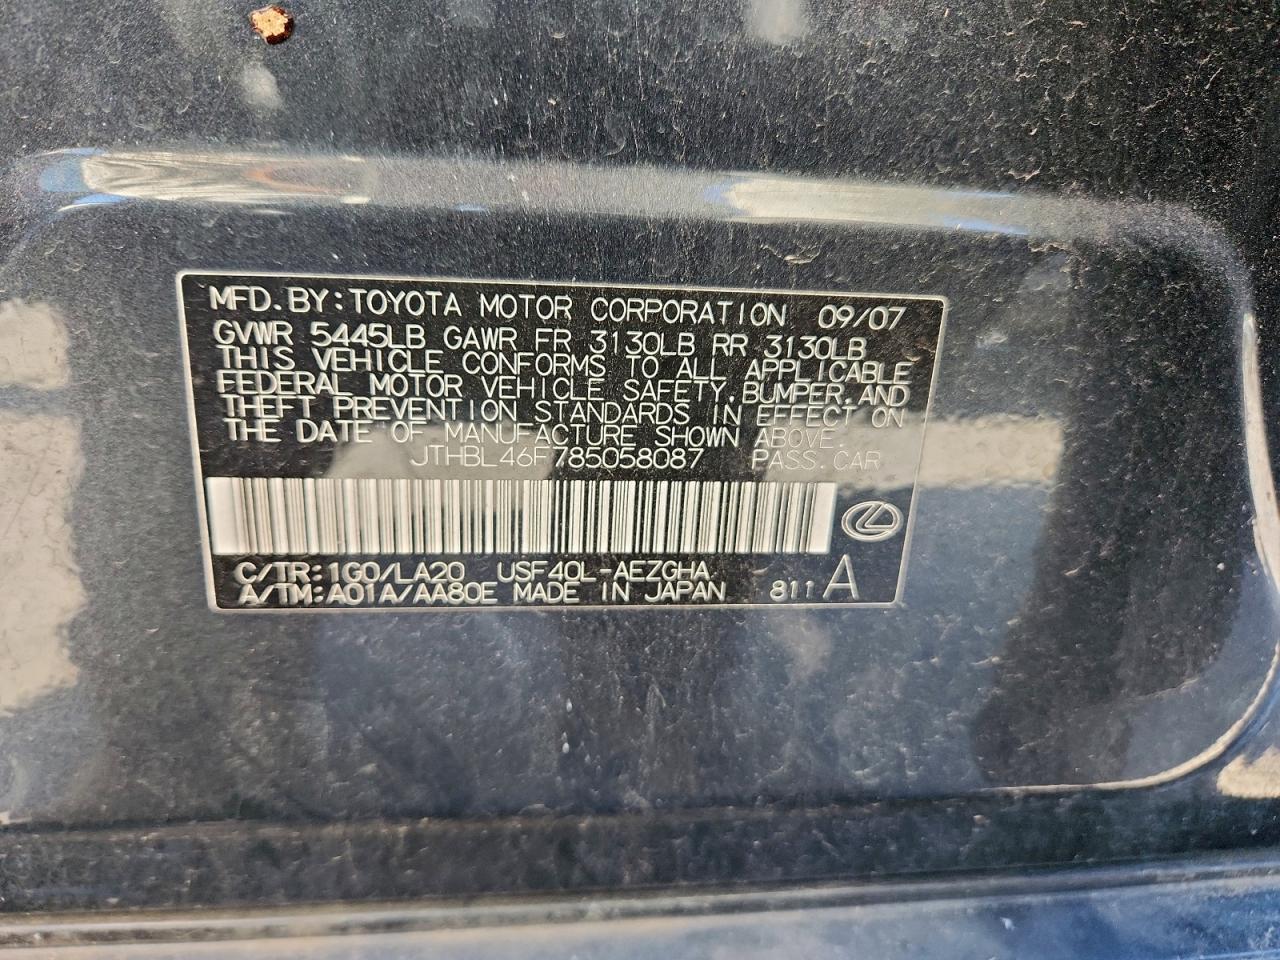 MFD.BY:TOYOTA MOTOR CORPORATION 09/07
GVWR 5445LB GAWR FR 3130LB RR 3130LB
THIS VEHICLE CONFORMS TO ALL APPLICABLE
FEDERAL MOTOR VEHICLE SAFETY,BUMPER,AND
THEFT PREVENTION STANDARDS IN EFFECT ON
THE DATE OF MANUFACTURE SHOWN ABOVE.
JTHBL46F785058087 PASS.CAR
C/TR:1G0/LA20 USF40L-AEZGHA
A/TM:A01A/AA80E MADE IN JAPAN 811 A